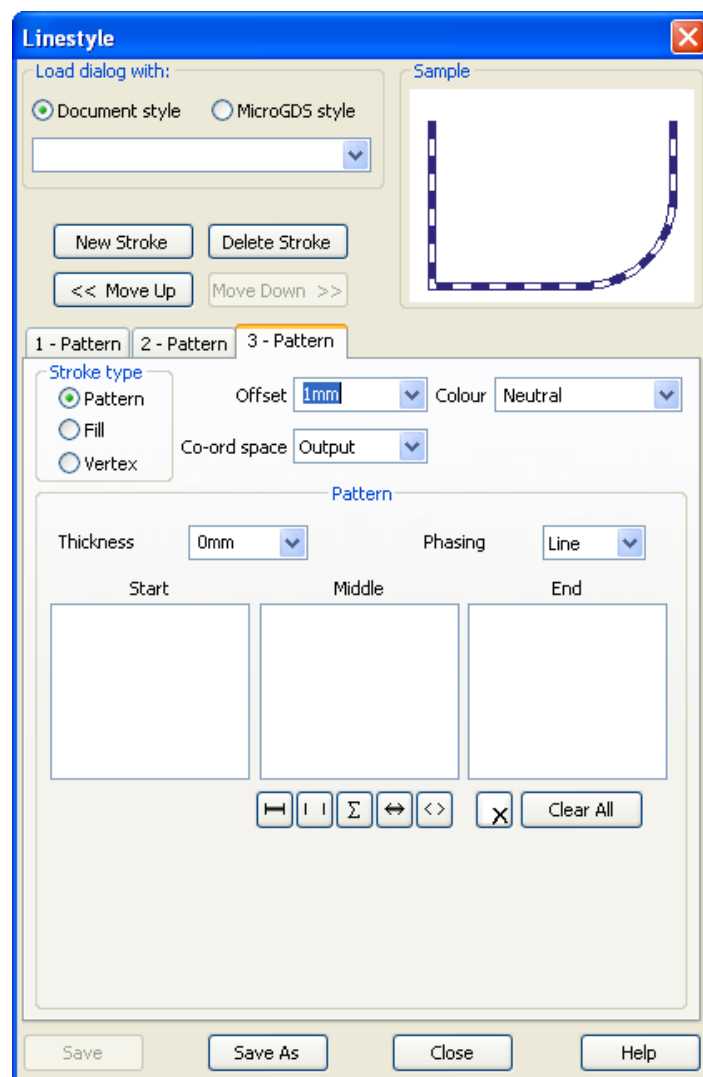 Linestyle
Load dialog with:
Sample
Document style MicroGDS style
New Stroke Delete Stroke
<< Move Up Move Down >>
1 - Pattern 2 - Pattern 3 - Pattern
Stroke type
Pattern Offset 1mm Colour Neutral
Fill
Co-ord space Output
Vertex
Pattern
Thickness 0mm Phasing Line
Start Middle End
Σ <> X Clear All
Save Save As Close Help